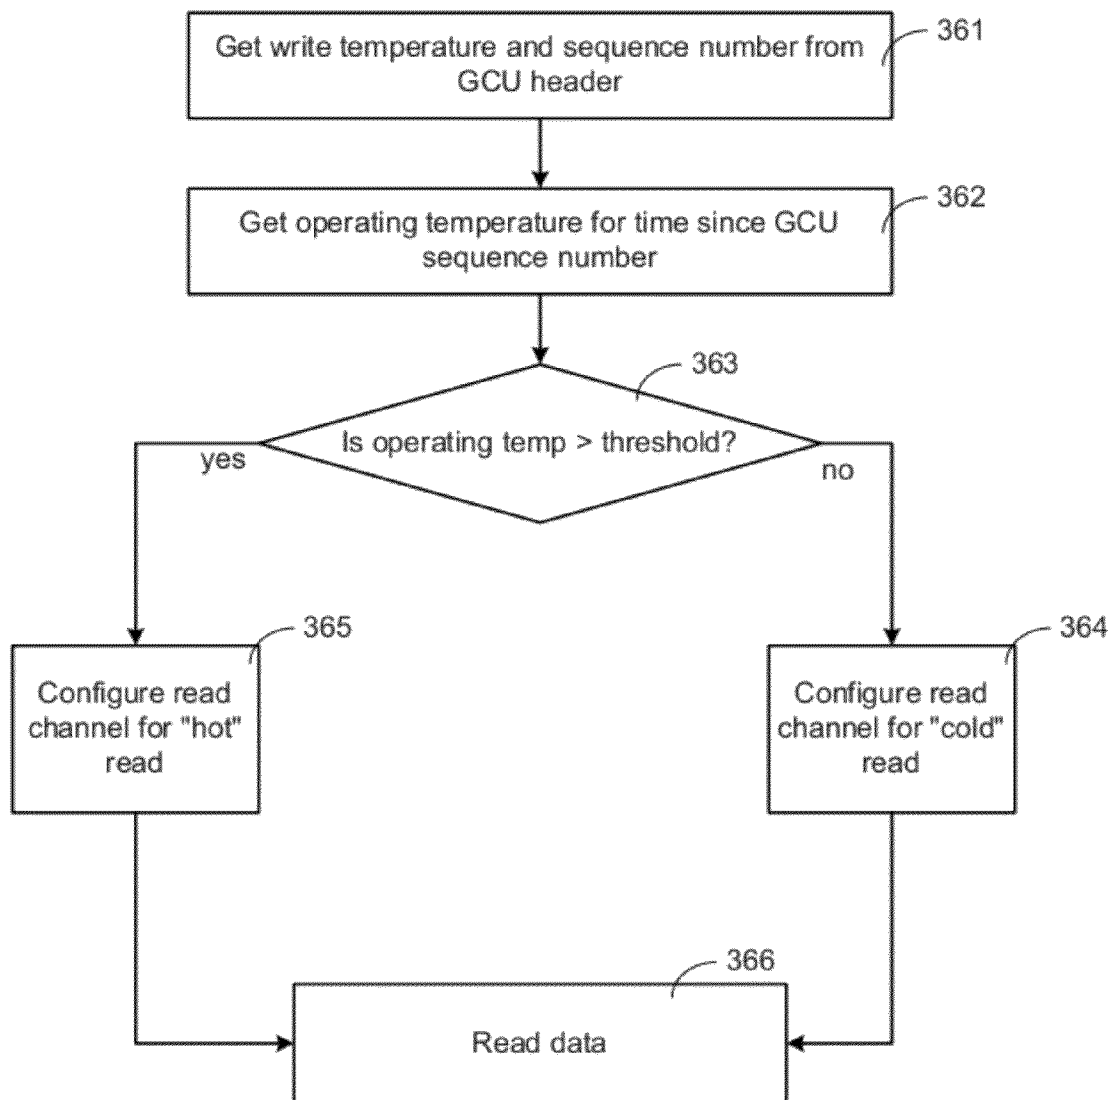 Get write temperature and sequence number from
GCU header
361
Get operating temperature for time since GCU
sequence number
362
363
Is operating temp > threshold?
yes
no
365
Configure read
channel for "hot"
read
364
Configure read
channel for "cold"
read
366
Read data